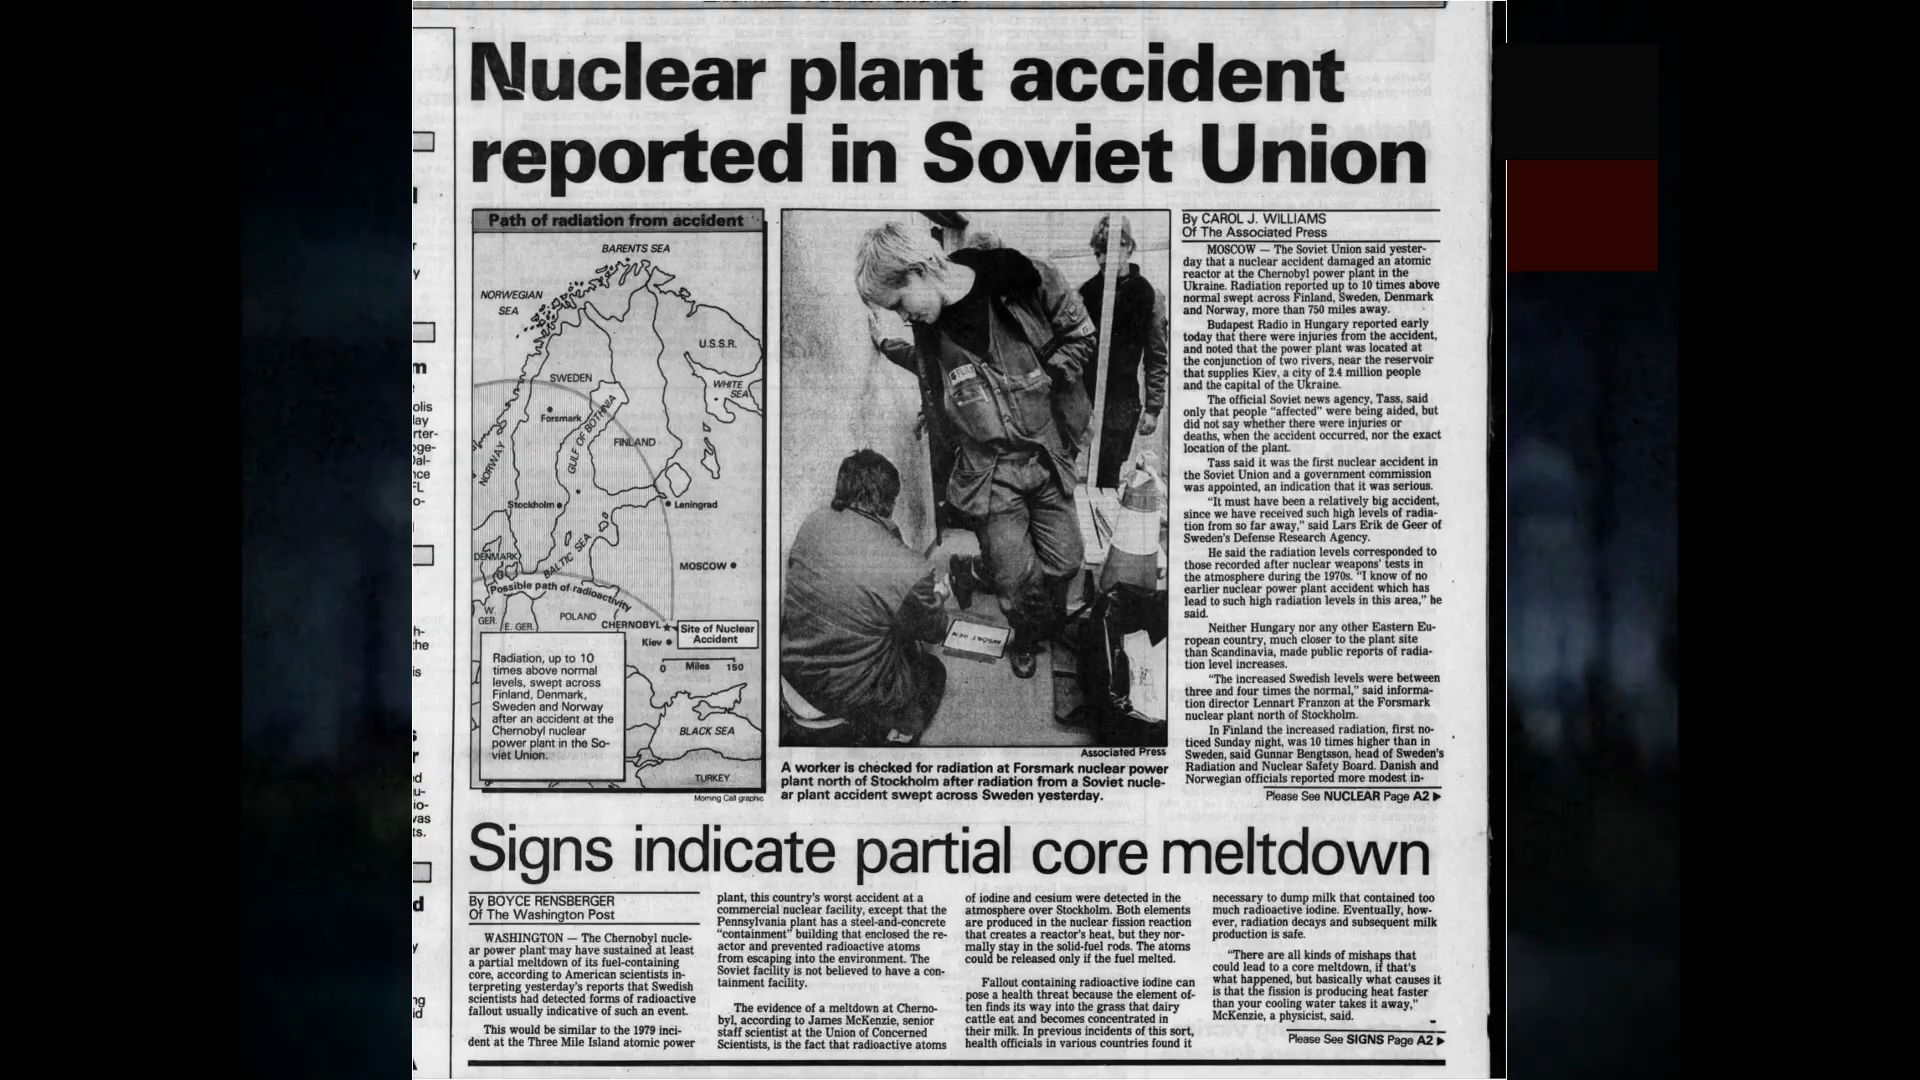 Nuclear plant accident
reported in Soviet Union
Path of radiation from accident
BARENTS SEA
NORWEGIAN
SEA
U.S.S.R.
SWEDEN
WHITE
SEA
Forsmark
GULF OF BOTHNIA
FINLAND
NORWAY
Stockholm
Leningrad
DENMARK
BALTIC SEA
MOSCOW
Possible path of radioactivity
W.
GER.
E. GER.
POLAND
CHERNOBYL
Site of Nuclear
Accident
Kiev
0 Miles 150
Radiation, up to 10
times above normal
levels, swept across
Finland, Denmark,
Sweden and Norway
after an accident at the
Chernobyl nuclear
power plant in the So-
viet Union.
BLACK SEA
TURKEY
Morning Call graphic
Associated Press
A worker is checked for radiation at Forsmark nuclear power
plant north of Stockholm after radiation from a Soviet nucle-
ar plant accident swept across Sweden yesterday.
By CAROL J. WILLIAMS
Of The Associated Press
MOSCOW — The Soviet Union said yester-
day that a nuclear accident damaged an atomic
reactor at the Chernobyl power plant in the
Ukraine. Radiation reported up to 10 times above
normal swept across Finland, Sweden, Denmark
and Norway, more than 750 miles away.
Budapest Radio in Hungary reported early
today that there were injuries from the accident,
and noted that the power plant was located at
the conjunction of two rivers, near the reservoir
that supplies Kiev, a city of 2.4 million people
and the capital of the Ukraine.
The official Soviet news agency, Tass, said
only that people “affected” were being aided, but
did not say whether there were injuries or
deaths, when the accident occurred, nor the exact
location of the plant.
Tass said it was the first nuclear accident in
the Soviet Union and a government commission
was appointed, an indication that it was serious.
“It must have been a relatively big accident,
since we have received such high levels of radia-
tion from so far away,” said Lars Erik de Geer of
Sweden's Defense Research Agency.
He said the radiation levels corresponded to
those recorded after nuclear weapons' tests in
the atmosphere during the 1970s. “I know of no
earlier nuclear power plant accident which has
lead to such high radiation levels in this area,” he
said.
Neither Hungary nor any other Eastern Eu-
ropean country, much closer to the plant site
than Scandinavia, made public reports of radia-
tion level increases.
“The increased Swedish levels were between
three and four times the normal,” said informa-
tion director Lennart Franzon at the Forsmark
nuclear plant north of Stockholm.
In Finland the increased radiation, first no-
ticed Sunday night, was 10 times higher than in
Sweden, said Gunnar Bengtsson, head of Sweden's
Radiation and Nuclear Safety Board. Danish and
Norwegian officials reported more modest in-
Please See NUCLEAR Page A2
Signs indicate partial core meltdown
By BOYCE RENSBERGER
Of The Washington Post
WASHINGTON — The Chernobyl nucle-
ar power plant may have sustained at least
a partial meltdown of its fuel-containing
core, according to American scientists in-
terpreting yesterday's reports that Swedish
scientists had detected forms of radioactive
fallout usually indicative of such an event.
This would be similar to the 1979 inci-
dent at the Three Mile Island atomic power
plant, this country's worst accident at a
commercial nuclear facility, except that the
Pennsylvania plant has a steel-and-concrete
“containment” building that enclosed the re-
actor and prevented radioactive atoms
from escaping into the environment. The
Soviet facility is not believed to have a con-
tainment facility.
The evidence of a meltdown at Cherno-
byl, according to James McKenzie, senior
staff scientist at the Union of Concerned
Scientists, is the fact that radioactive atoms
of iodine and cesium were detected in the
atmosphere over Stockholm. Both elements
are produced in the nuclear fission reaction
that creates a reactor's heat, but they nor-
mally stay in the solid-fuel rods. The atoms
could be released only if the fuel melted.
Fallout containing radioactive iodine can
pose a health threat because the element of-
ten finds its way into the grass that dairy
cattle eat and becomes concentrated in
their milk. In previous incidents of this sort,
health officials in various countries found it
necessary to dump milk that contained too
much radioactive iodine. Eventually, how-
ever, radiation decays and subsequent milk
production is safe.
“There are all kinds of mishaps that
could lead to a core meltdown, if that's
what happened, but basically what causes it
is that the fission is producing heat faster
than your cooling water takes it away,”
McKenzie, a physicist, said.
Please See SIGNS Page A2